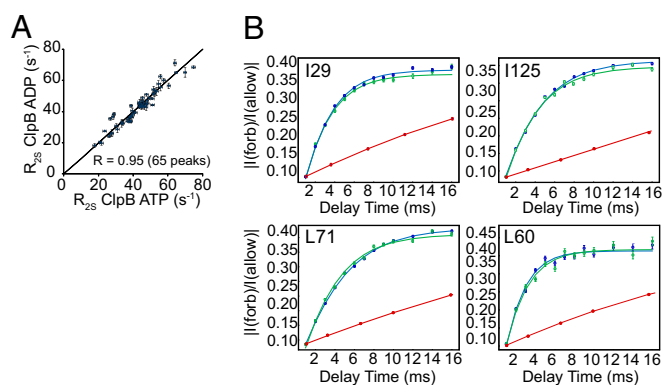 A
R2S ClpB ADP (s-1)
80
60
40
20
0
R = 0.95 (65 peaks)
0 20 40 60 80
R2S ClpB ATP (s-1)
B
|I(forb)/I(allow)|
0.40
0.35
0.30
0.25
0.20
0.15
0.10
I29
2 4 6 8 10 12 14 16
Delay Time (ms)
0.35
0.30
0.25
0.20
0.15
0.10
I125
2 4 6 8 10 12 14 16
Delay Time (ms)
|I(forb)/I(allow)|
0.40
0.35
0.30
0.25
0.20
0.15
0.10
L71
2 4 6 8 10 12 14 16
Delay Time (ms)
0.45
0.40
0.35
0.30
0.25
0.20
0.15
0.10
L60
2 4 6 8 10 12 14 16
Delay Time (ms)